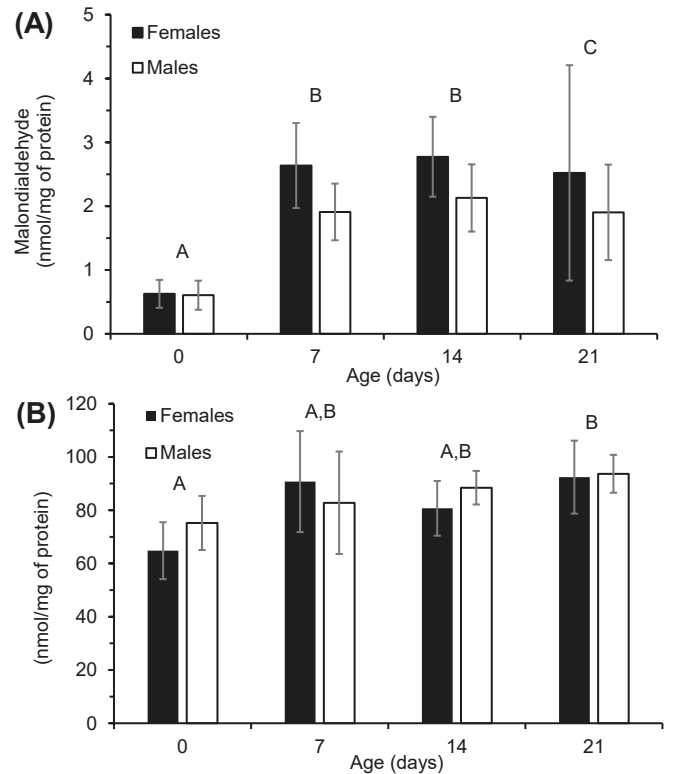 (A)
5
4
3
2
1
0
Malondialdehyde
(nmol/mg of protein)
Females
Males
A
B
B
C
0
7
14
21
Age (days)
(B)
120
100
80
60
40
20
0
(nmol/mg of protein)
Females
Males
A
A,B
A,B
B
0
7
14
21
Age (days)